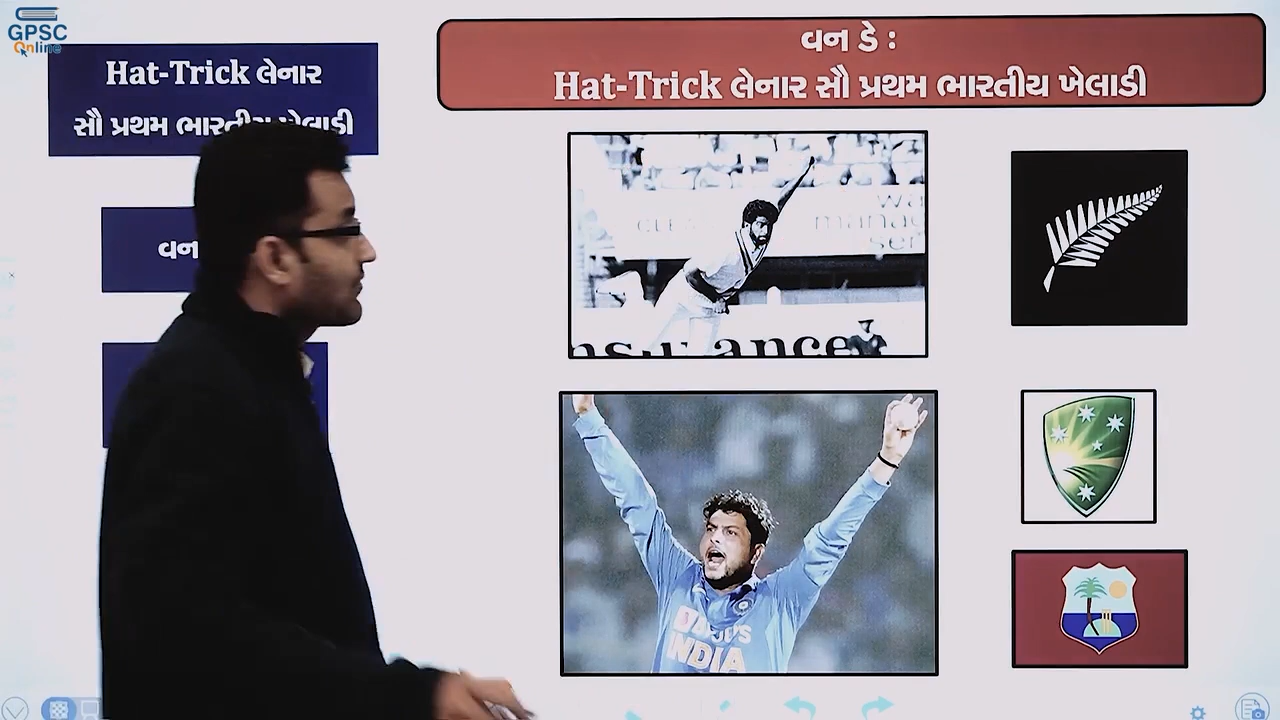 GPSC
Online
Hat-Trick લેનાર
સૌ પ્રથમ ભારતીય ખેલાડી
વન
વન ડે :
Hat-Trick લેનાર સૌ પ્રથમ ભારતીય ખેલાડી
INDIA